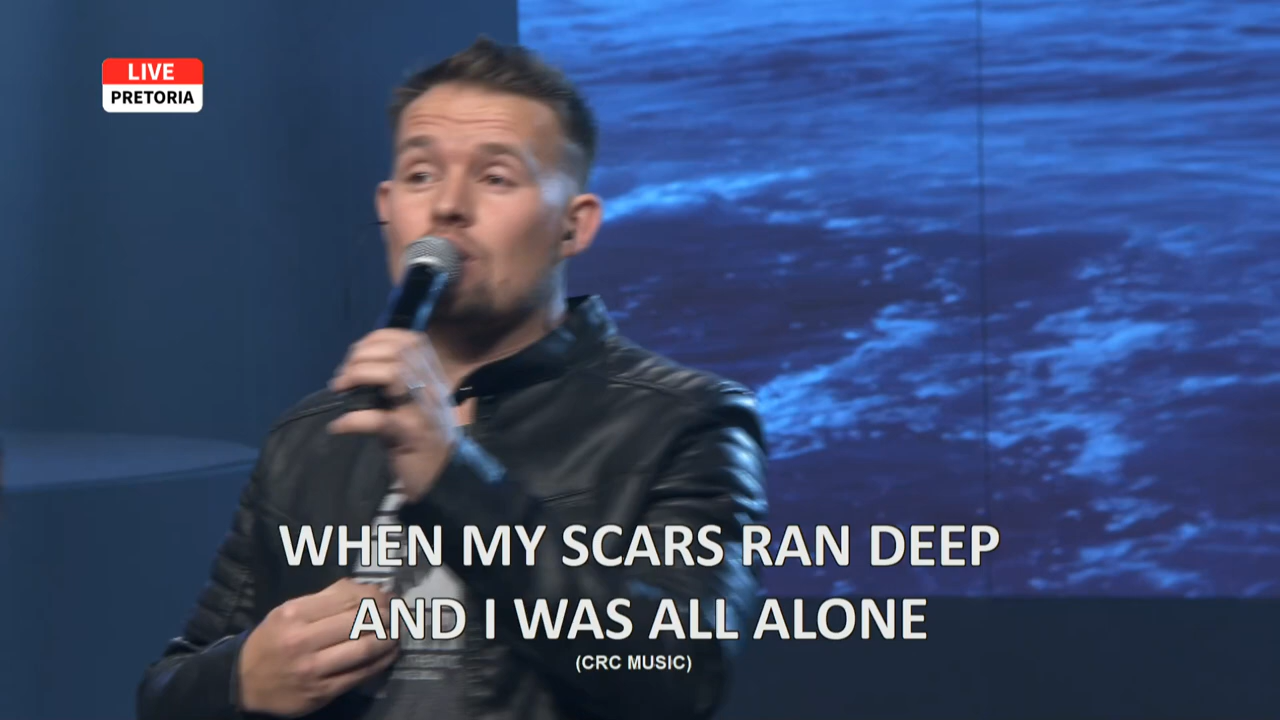 LIVE
PRETORIA
WHEN MY SCARS RAN DEEP
AND I WAS ALL ALONE
(CRC MUSIC)